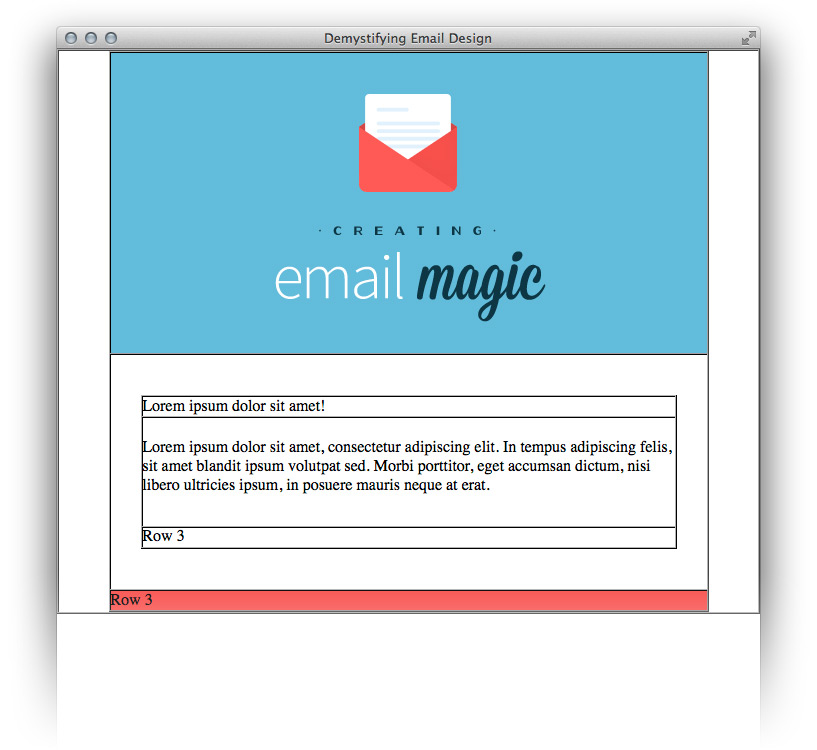 Demystifying Email Design
· CREATING ·
email magic
Lorem ipsum dolor sit amet!
Lorem ipsum dolor sit amet, consectetur adipiscing elit. In tempus adipiscing felis,
sit amet blandit ipsum volutpat sed. Morbi porttitor, eget accumsan dictum, nisi
libero ultricies ipsum, in posuere mauris neque at erat.
Row 3
Row 3